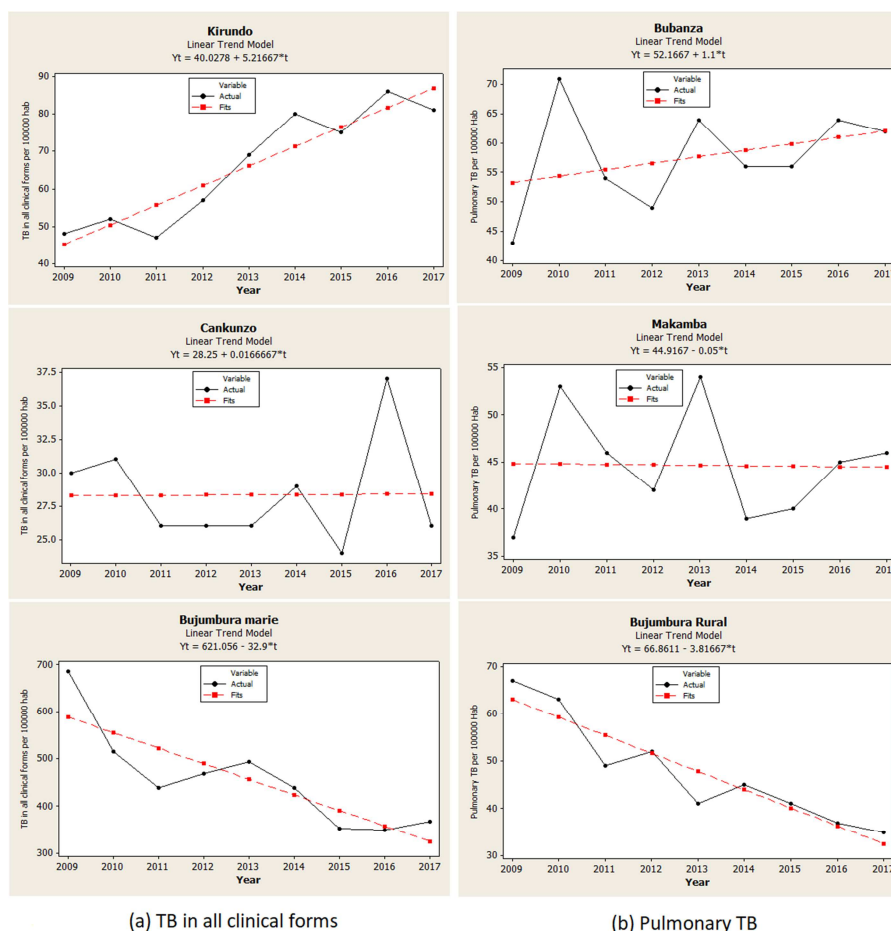 Kirundo
Linear Trend Model
Yt = 40.0278 + 5.21667*t
TB in all clinical forms per 100000 hab
90
80
70
60
50
40
Variable
Actual
Fits
2009 2010 2011 2012 2013 2014 2015 2016 2017
Year
Bubanza
Linear Trend Model
Yt = 52.1667 + 1.1*t
Pulmonary TB per 100000 Hab
70
65
60
55
50
45
40
Variable
Actual
Fits
2009 2010 2011 2012 2013 2014 2015 2016 2017
Year
Cankunzo
Linear Trend Model
Yt = 28.25 + 0.0166667*t
TB in all clinical forms per 100000 hab
37.5
35.0
32.5
30.0
27.5
25.0
Variable
Actual
Fits
2009 2010 2011 2012 2013 2014 2015 2016 2017
Year
Makamba
Linear Trend Model
Yt = 44.9167 - 0.05*t
Pulmonary TB per 100000 Hab
55
50
45
40
35
Variable
Actual
Fits
2009 2010 2011 2012 2013 2014 2015 2016 2017
Year
Bujumbura marie
Linear Trend Model
Yt = 621.056 - 32.9*t
TB in all clinical forms per 100000 hab
700
600
500
400
300
Variable
Actual
Fits
2009 2010 2011 2012 2013 2014 2015 2016 2017
Year
Bujumbura Rural
Linear Trend Model
Yt = 66.8611 - 3.81667*t
Pulmonary TB per 100000 Hab
70
60
50
40
30
Variable
Actual
Fits
2009 2010 2011 2012 2013 2014 2015 2016 2017
Year
(a) TB in all clinical forms
(b) Pulmonary TB